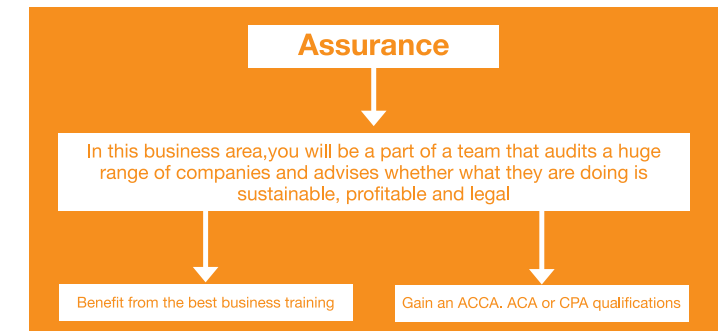 Assurance
In this business area,you will be a part of a team that audits a huge
range of companies and advises whether what they are doing is
sustainable, profitable and legal
Benefit from the best business training
Gain an ACCA. ACA or CPA qualifications